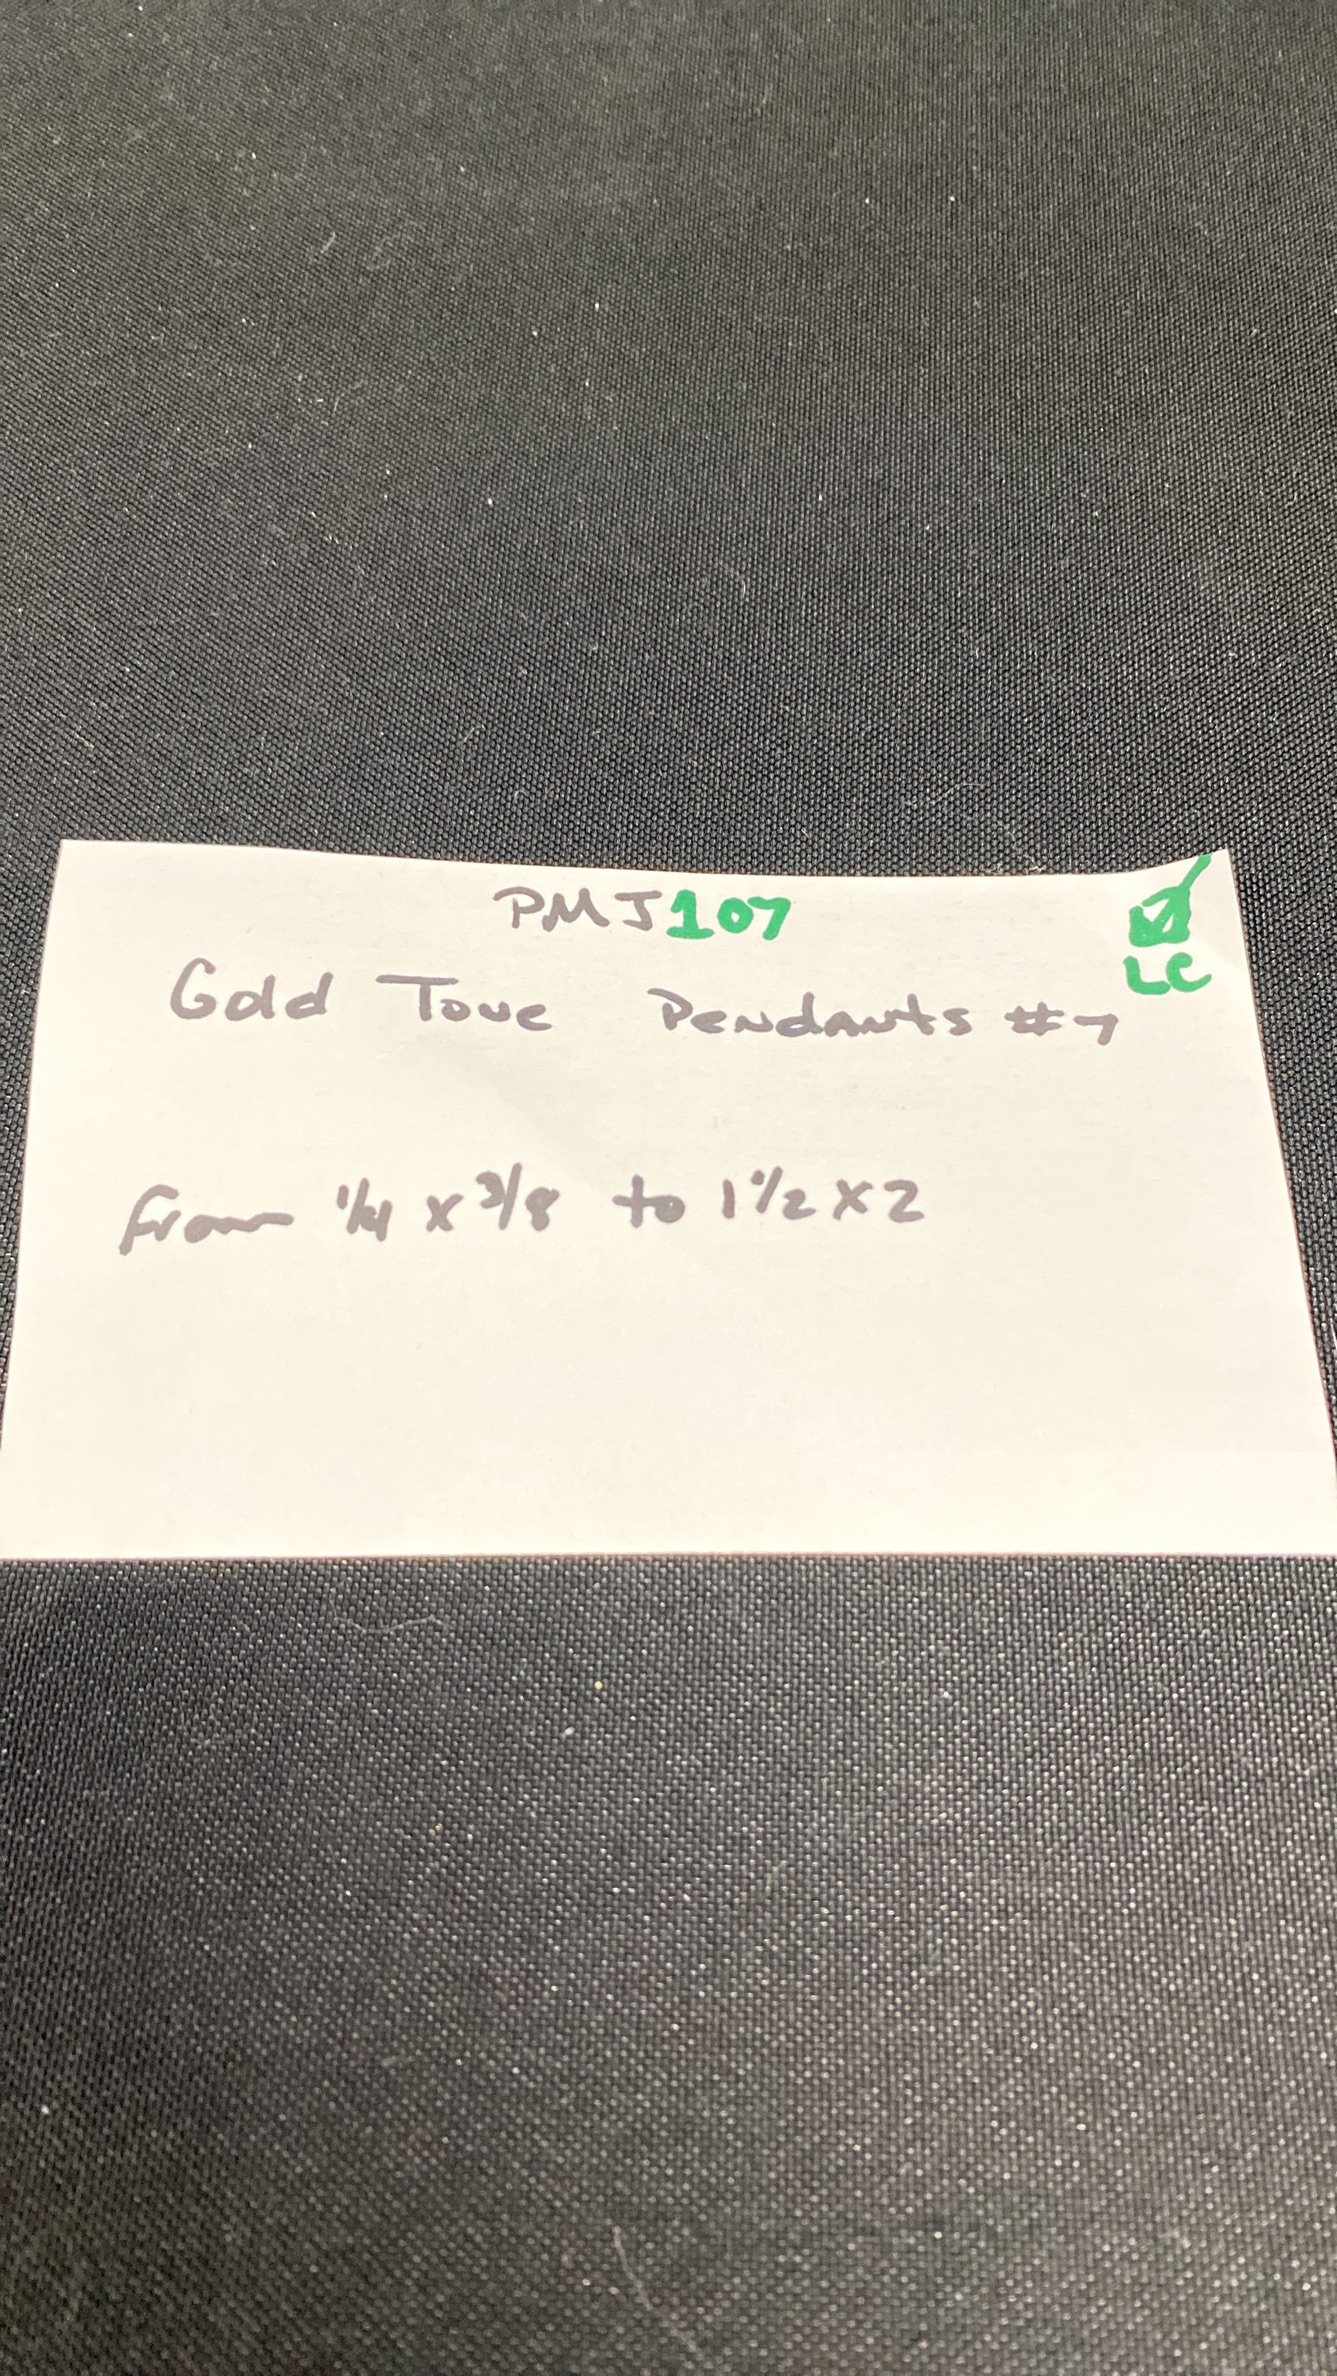 PMJ107
LC
Gold Tone Pendants #7
from 1/4 x 3/8 to 1 1/2 x 2